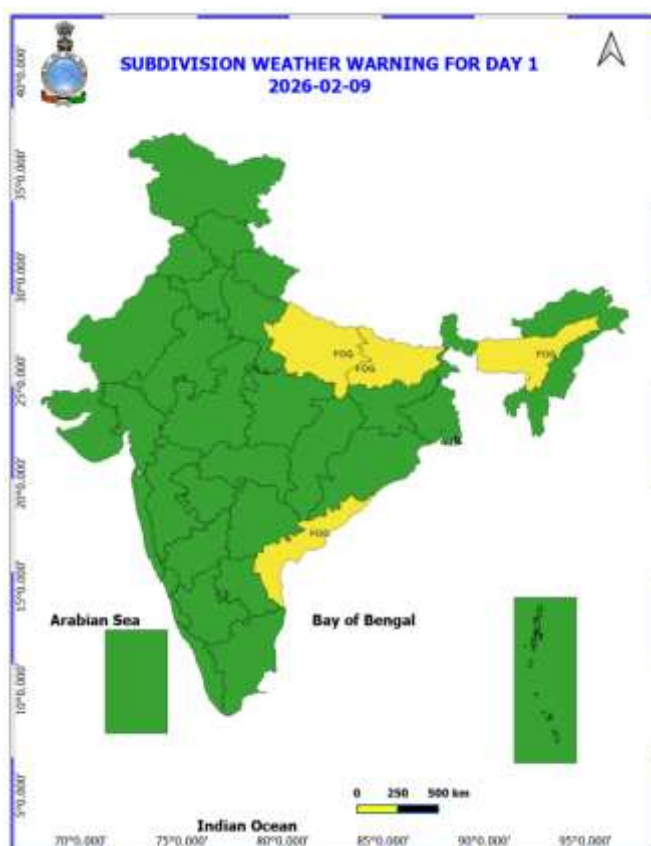 SUBDIVISION WEATHER WARNING FOR DAY 1
2026-02-09
40°0.000'
35°0.000'
30°0.000'
25°0.000'
20°0.000'
15°0.000'
10°0.000'
5°0.000'
FOG
FOG
FOG
FOG
Arabian Sea
Bay of Bengal
0 250 500 km
Indian Ocean
70°0.000' 75°0.000' 80°0.000' 85°0.000' 90°0.000' 95°0.000'